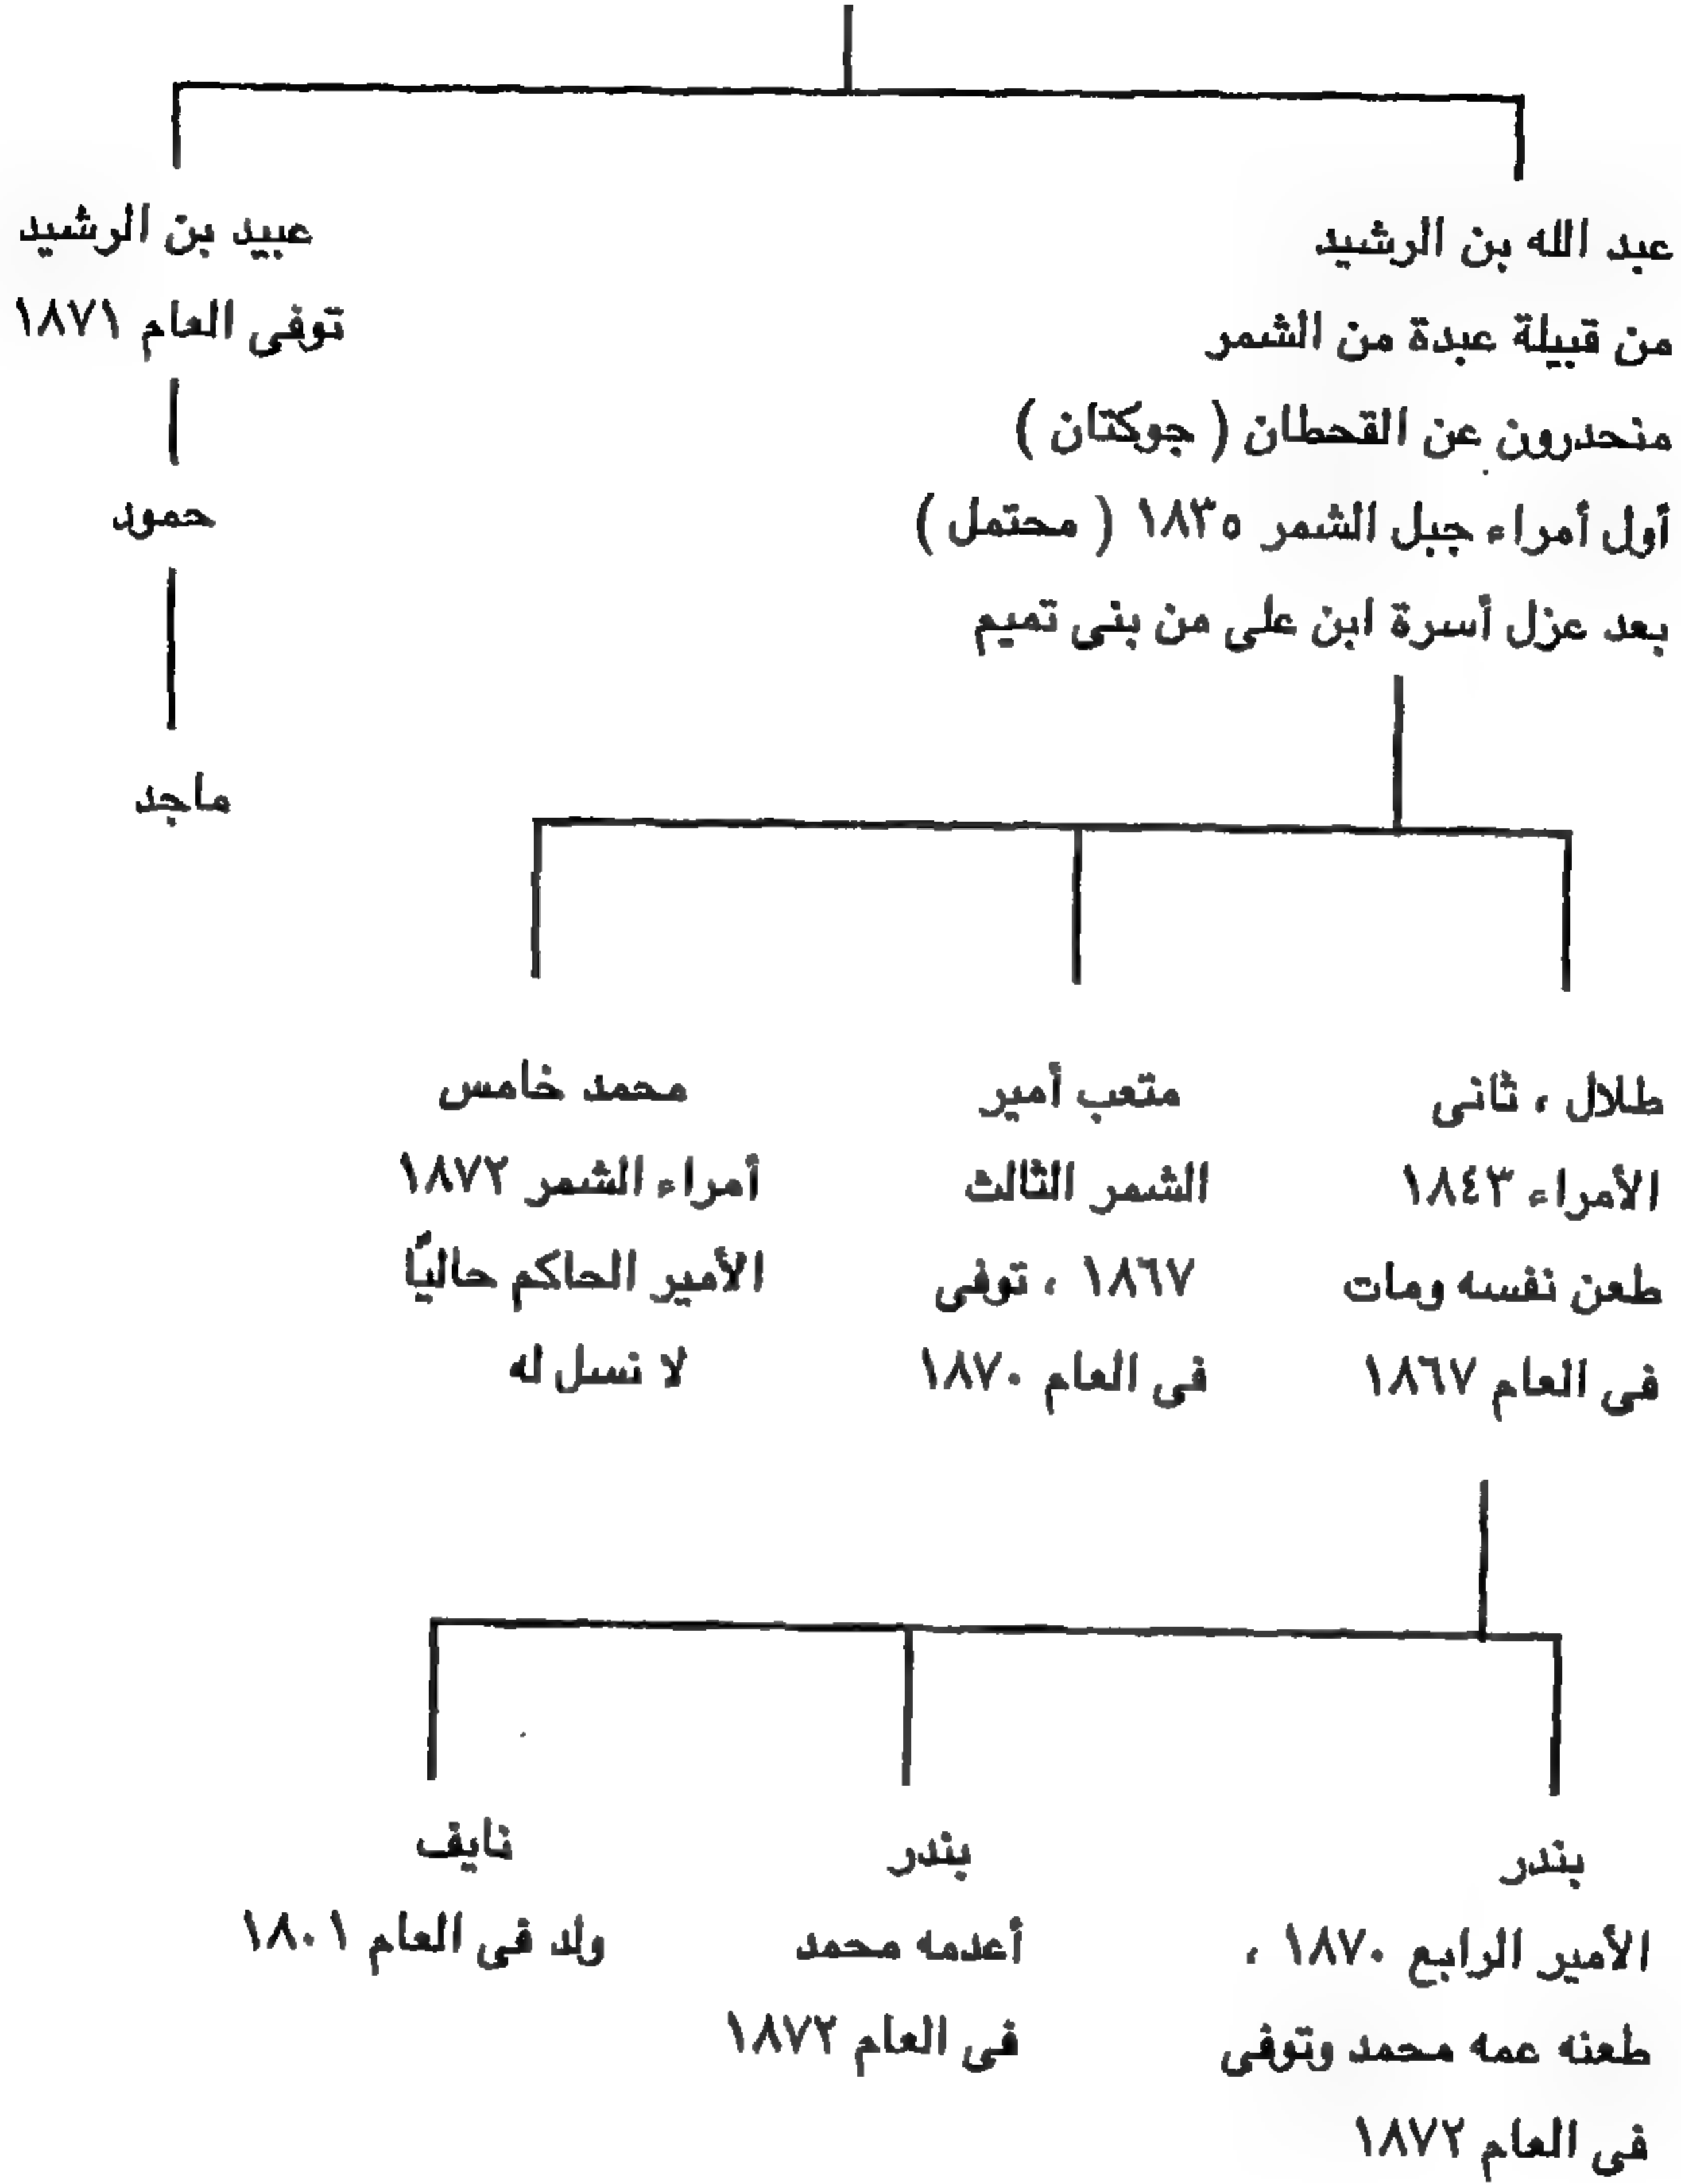 عبد الله بن الرشيد
من قبيلة عبدة من الشمر
منحدرون عن القحطان ( جوكتان )
أول أمراء جبل الشمر ١٨٣٥ ( محتمل )
بعد عزل أسرة ابن على من بنى تميم
عبيد بن الرشيد
توفى العام ١٨٧١
حمود
ماجد
طلال ، ثانى
الأمراء ١٨٤٣
طعن نفسه ومات
فى العام ١٨٦٧
متعب أمير
الشمر الثالث
١٨٦٧ ، توفى
فى العام ١٨٧٠
محمد خامس
أمراء الشمر ١٨٧٢
الأمير الحاكم حاليًا
لا نسل له
بندر
الأمير الرابع ١٨٧٠ ،
طعنه عمه محمد وتوفى
فى العام ١٨٧٢
بندر
أعدمه محمد
فى العام ١٨٧٢
نايف
ولد فى العام ١٨٠١